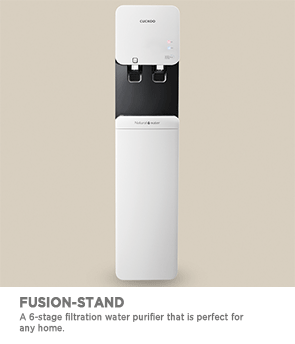 CUCKOO
FUSION-STAND
A 6-stage filtration water purifier that is perfect for
any home.